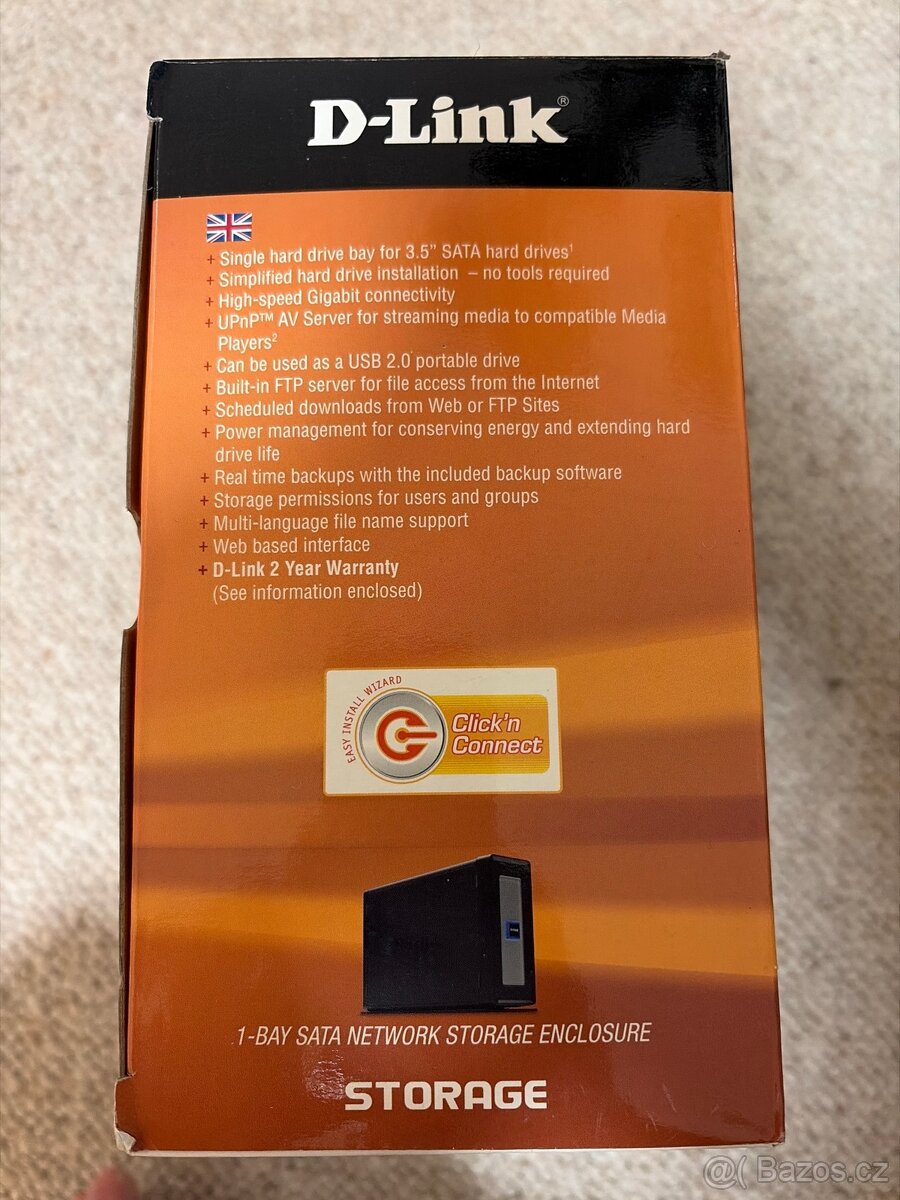 D-Link®
+ Single hard drive bay for 3.5” SATA hard drives¹
+ Simplified hard drive installation – no tools required
+ High-speed Gigabit connectivity
+ UPnP™ AV Server for streaming media to compatible Media
Players²
+ Can be used as a USB 2.0 portable drive
+ Built-in FTP server for file access from the Internet
+ Scheduled downloads from Web or FTP Sites
+ Power management for conserving energy and extending hard
drive life
+ Real time backups with the included backup software
+ Storage permissions for users and groups
+ Multi-language file name support
+ Web based interface
+ D-Link 2 Year Warranty
(See information enclosed)
EASY INSTALL WIZARD
Click'n
Connect
1-BAY SATA NETWORK STORAGE ENCLOSURE
STORAGE
@( Bazos.cz